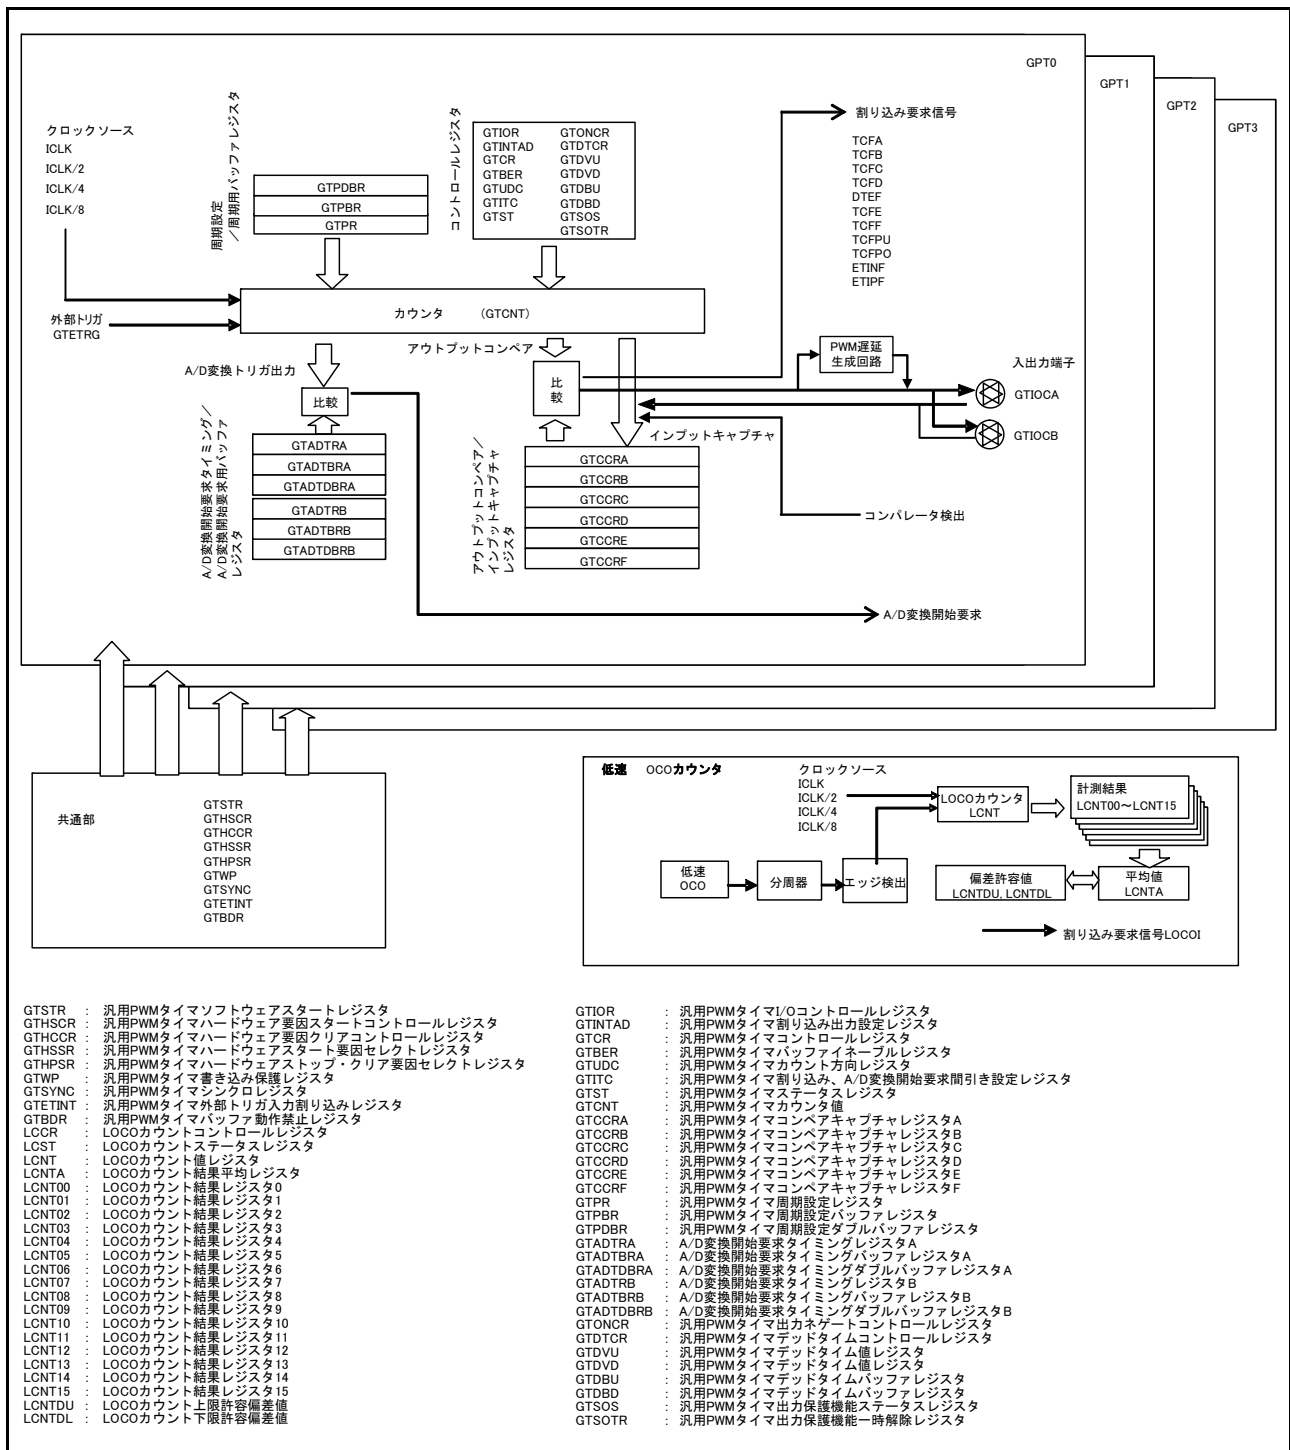 GPT0
GPT1
GPT2
GPT3
クロックソース
ICLK
ICLK/2
ICLK/4
ICLK/8
周期設定
／周期用バッファレジスタ
GTPDBR
GTPBR
GTPR
コントロールレジスタ
GTIOR
GTINTAD
GTCR
GTBER
GTUDC
GTITC
GTST
GTONCR
GTDTCR
GTDVU
GTDVD
GTDBU
GTDBD
GTSOS
GTSOTR
割り込み要求信号
TCFA
TCFB
TCFC
TCFD
DTEF
TCFE
TCFF
TCFPU
TCFPO
ETINF
ETIPF
外部トリガ
GTETRG
カウンタ (GTCNT)
A/D変換トリガ出力
比較
アウトプットコンペア
比較
PWM遅延
生成回路
入出力端子
GTIOCA
GTIOCB
インプットキャプチャ
コンパレータ検出
A/D変換開始要求タイミング／
A/D変換開始要求用バッファ
レジスタ
GTADTRA
GTADTBRA
GTADTDBRA
GTADTRB
GTADTBRB
GTADTDBRB
アウトプットコンペア／
インプットキャプチャ
レジスタ
GTCCRA
GTCCRB
GTCCRC
GTCCRD
GTCCRE
GTCCRF
A/D変換開始要求
共通部
GTSTR
GTHSCR
GTHCCR
GTHSSR
GTHPSR
GTWP
GTSYNC
GTETINT
GTBDR
低速 OCOカウンタ
クロックソース
ICLK
ICLK/2
ICLK/4
ICLK/8
LOCOカウンタ
LCNT
計測結果
LCNT00～LCNT15
低速
OCO
分周器
エッジ検出
偏差許容値
LCNTDU, LCNTDL
平均値
LCNTA
割り込み要求信号LOCOI
GTSTR : 汎用PWMタイマソフトウェアスタートレジスタ
GTHSCR : 汎用PWMタイマハードウェア要因スタートコントロールレジスタ
GTHCCR : 汎用PWMタイマハードウェア要因クリアコントロールレジスタ
GTHSSR : 汎用PWMタイマハードウェアスタート要因セレクトレジスタ
GTHPSR : 汎用PWMタイマハードウェアストップ・クリア要因セレクトレジスタ
GTWP : 汎用PWMタイマ書き込み保護レジスタ
GTSYNC : 汎用PWMタイマシンクロレジスタ
GTETINT : 汎用PWMタイマ外部トリガ入力割り込みレジスタ
GTBDR : 汎用PWMタイマバッファ動作禁止レジスタ
LCCR : LOCOカウントコントロールレジスタ
LCST : LOCOカウントステータスレジスタ
LCNT : LOCOカウント値レジスタ
LCNTA : LOCOカウント結果平均レジスタ
LCNT00 : LOCOカウント結果レジスタ0
LCNT01 : LOCOカウント結果レジスタ1
LCNT02 : LOCOカウント結果レジスタ2
LCNT03 : LOCOカウント結果レジスタ3
LCNT04 : LOCOカウント結果レジスタ4
LCNT05 : LOCOカウント結果レジスタ5
LCNT06 : LOCOカウント結果レジスタ6
LCNT07 : LOCOカウント結果レジスタ7
LCNT08 : LOCOカウント結果レジスタ8
LCNT09 : LOCOカウント結果レジスタ9
LCNT10 : LOCOカウント結果レジスタ10
LCNT11 : LOCOカウント結果レジスタ11
LCNT12 : LOCOカウント結果レジスタ12
LCNT13 : LOCOカウント結果レジスタ13
LCNT14 : LOCOカウント結果レジスタ14
LCNT15 : LOCOカウント結果レジスタ15
LCNTDU : LOCOカウント上限許容偏差値
LCNTDL : LOCOカウント下限許容偏差値
GTIOR : 汎用PWMタイマI/Oコントロールレジスタ
GTINTAD : 汎用PWMタイマ割り込み出力設定レジスタ
GTCR : 汎用PWMタイマコントロールレジスタ
GTBER : 汎用PWMタイマバッファイネーブルレジスタ
GTUDC : 汎用PWMタイマカウント方向レジスタ
GTITC : 汎用PWMタイマ割り込み、A/D変換開始要求間引き設定レジスタ
GTST : 汎用PWMタイマステータスレジスタ
GTCNT : 汎用PWMタイマカウンタ値
GTCCRA : 汎用PWMタイマコンペアキャプチャレジスタA
GTCCRB : 汎用PWMタイマコンペアキャプチャレジスタB
GTCCRC : 汎用PWMタイマコンペアキャプチャレジスタC
GTCCRD : 汎用PWMタイマコンペアキャプチャレジスタD
GTCCRE : 汎用PWMタイマコンペアキャプチャレジスタE
GTCCRF : 汎用PWMタイマコンペアキャプチャレジスタF
GTPR : 汎用PWMタイマ周期設定レジスタ
GTPBR : 汎用PWMタイマ周期設定バッファレジスタ
GTPDBR : 汎用PWMタイマ周期設定ダブルバッファレジスタ
GTADTRA : A/D変換開始要求タイミングレジスタA
GTADTBRA : A/D変換開始要求タイミングバッファレジスタA
GTADTDBRA : A/D変換開始要求タイミングダブルバッファレジスタA
GTADTRB : A/D変換開始要求タイミングレジスタB
GTADTBRB : A/D変換開始要求タイミングバッファレジスタB
GTADTDBRB : A/D変換開始要求タイミングダブルバッファレジスタB
GTONCR : 汎用PWMタイマ出力ネゲートコントロールレジスタ
GTDTCR : 汎用PWMタイマデッドタイムコントロールレジスタ
GTDVU : 汎用PWMタイマデッドタイム値レジスタ
GTDVD : 汎用PWMタイマデッドタイム値レジスタ
GTDBU : 汎用PWMタイマデッドタイムバッファレジスタ
GTDBD : 汎用PWMタイマデッドタイムバッファレジスタ
GTSOS : 汎用PWMタイマ出力保護機能ステータスレジスタ
GTSOTR : 汎用PWMタイマ出力保護機能一時解除レジスタ